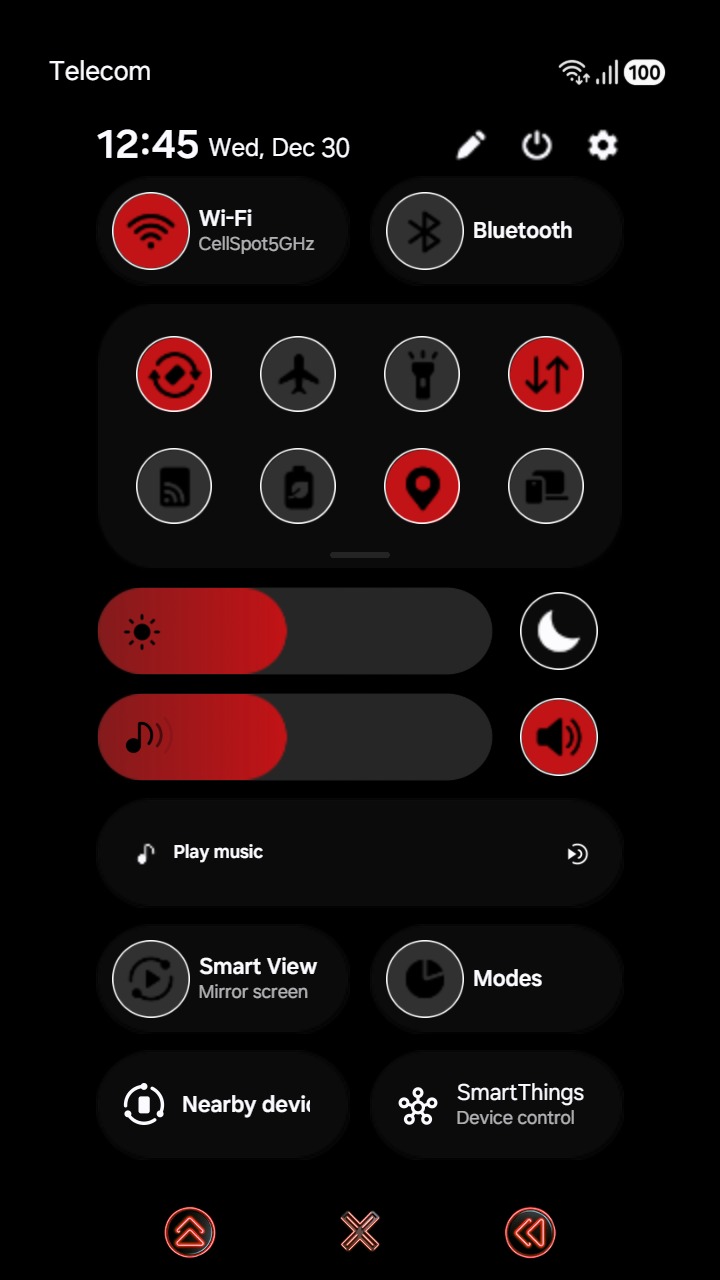 Telecom
100
12:45 Wed, Dec 30
Wi-Fi
CellSpot5GHz
Bluetooth
Play music
Smart View
Mirror screen
Modes
Nearby
SmartThings
Device control